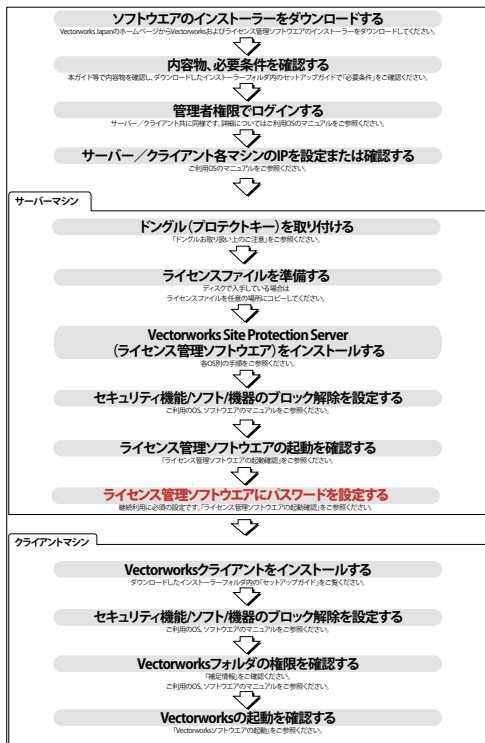 ソフトウエアのインストーラーをダウンロードする
Vectorworks JapanのホームページからVectorworksおよびライセンス管理ソフトウエアのインストーラーをダウンロードしてください。
内容物、必要条件を確認する
本ガイド等で内容物を確認し、ダウンロードしたインストーラーフォルダ内のセットアップガイドで「必要条件」をご確認ください。
管理者権限でログインする
サーバー／クライアント共に同様です。詳細についてはご利用OSのマニュアルをご参照ください。
サーバー／クライアント各マシンのIPを設定または確認する
ご利用OSのマニュアルをご参照ください。
サーバーマシン
ドングル（プロテクトキー）を取り付ける
「ドングルお取り扱い上のご注意」をご参照ください。
ライセンスファイルを準備する
ディスクで入手している場合は
ライセンスファイルを任意の場所にコピーしてください。
Vectorworks Site Protection Server
（ライセンス管理ソフトウエア）をインストールする
各OS別の手順をご参照ください。
セキュリティ機能/ソフト/機器のブロック解除を設定する
ご利用のOS、ソフトウエアのマニュアルをご参照ください。
ライセンス管理ソフトウエアの起動を確認する
「ライセンス管理ソフトウエアの起動確認」をご参照ください。
ライセンス管理ソフトウエアにパスワードを設定する
継続利用に必須の設定です。「ライセンス管理ソフトウエアの起動確認」をご参照ください。
クライアントマシン
Vectorworksクライアントをインストールする
ダウンロードしたインストーラーフォルダ内の「セットアップガイド」をご覧ください。
セキュリティ機能/ソフト/機器のブロック解除を設定する
ご利用のOS、ソフトウエアのマニュアルをご参照ください。
Vectorworksフォルダの権限を確認する
「補足情報」をご確認ください。
ご利用のOS、ソフトウエアのマニュアルをご参照ください。
Vectorworksの起動を確認する
「Vectorworksソフトウエアの起動」をご参照ください。